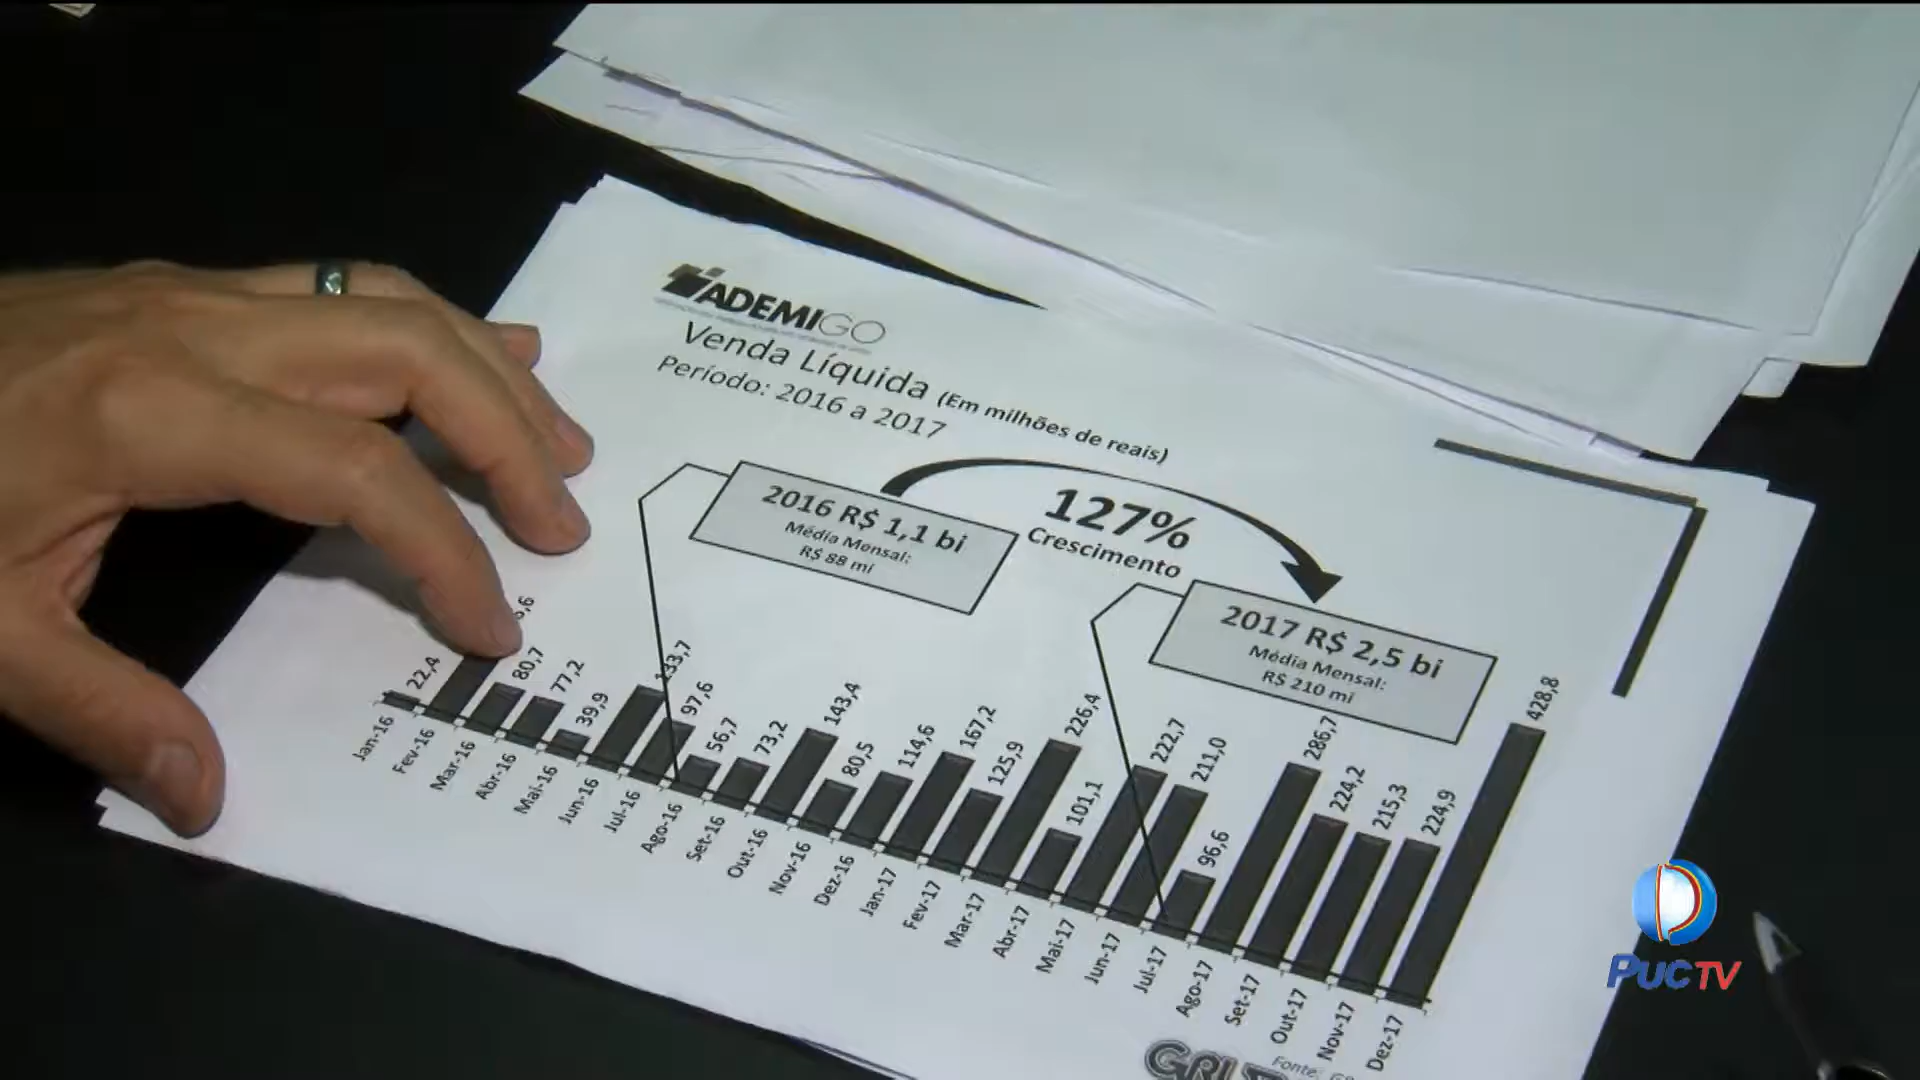 ADEMIGO
Venda Líquida (Em milhões de reais)
Período: 2016 a 2017
2016 R$ 1,1 bi
Média Mensal:
R$ 88 mi
127%
Crescimento
2017 R$ 2,5 bi
Média Mensal:
R$ 210 mi
22,4
80,7
77,2
39,9
133,7
97,6
56,7
73,2
143,4
80,5
114,6
167,2
125,9
226,4
101,1
222,7
211,0
96,6
286,7
224,2
215,3
224,9
428,8
Jan-16
Fev-16
Mar-16
Abr-16
Mai-16
Jun-16
Jul-16
Ago-16
Set-16
Out-16
Nov-16
Dez-16
Jan-17
Fev-17
Mar-17
Abr-17
Mai-17
Jun-17
Jul-17
Ago-17
Set-17
Out-17
Nov-17
Dez-17
Fonte:
PUC TV